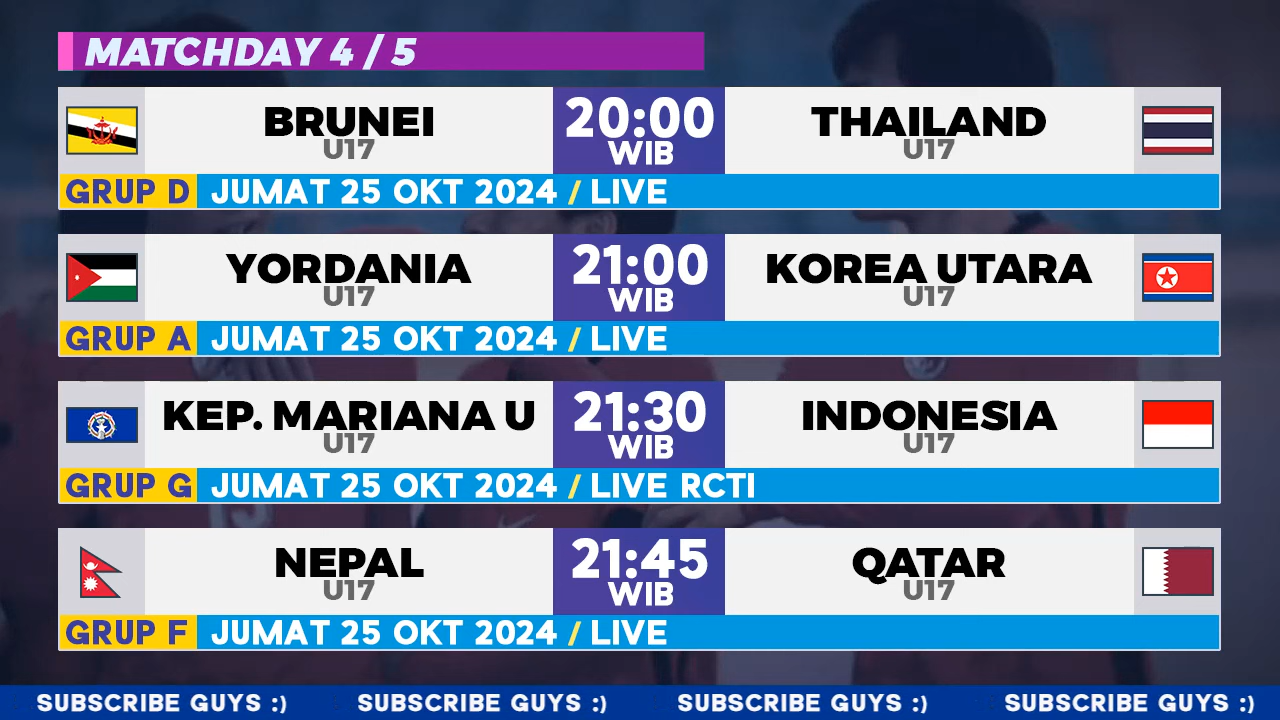 MATCHDAY 4 / 5
BRUNEI 20:00 THAILAND
U17 WIB U17
GRUP D JUMAT 25 OKT 2024 / LIVE
YORDANIA 21:00 KOREA UTARA
U17 WIB U17
GRUP A JUMAT 25 OKT 2024 / LIVE
KEP. MARIANA U 21:30 INDONESIA
U17 WIB U17
GRUP G JUMAT 25 OKT 2024 / LIVE RCTI
NEPAL 21:45 QATAR
U17 WIB U17
GRUP F JUMAT 25 OKT 2024 / LIVE
SUBSCRIBE GUYS :) SUBSCRIBE GUYS :) SUBSCRIBE GUYS :) SUBSCRIBE GUYS :)